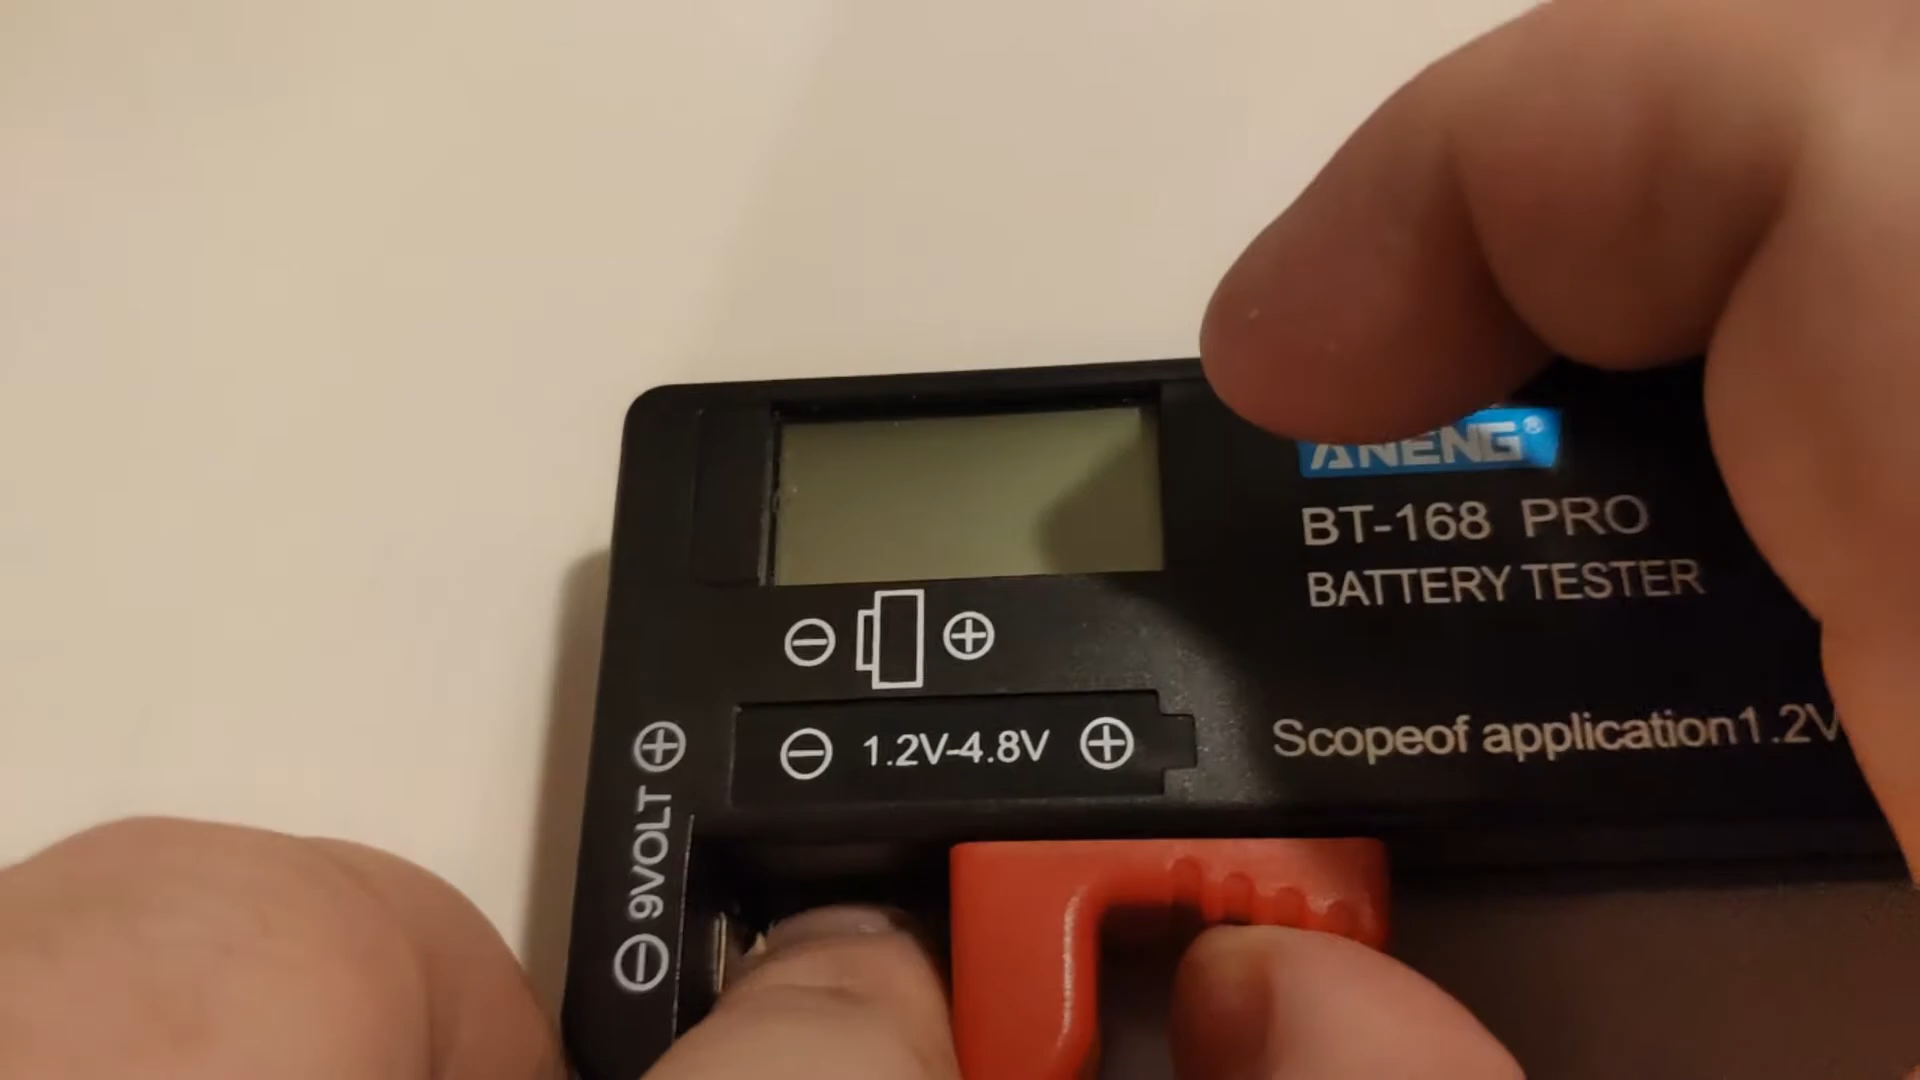 ANENG®
BT-168 PRO
BATTERY TESTER
⊖ ⊕
⊖ 1.2V-4.8V ⊕
Scopeof application1.2V
⊖ 9VOLT ⊕